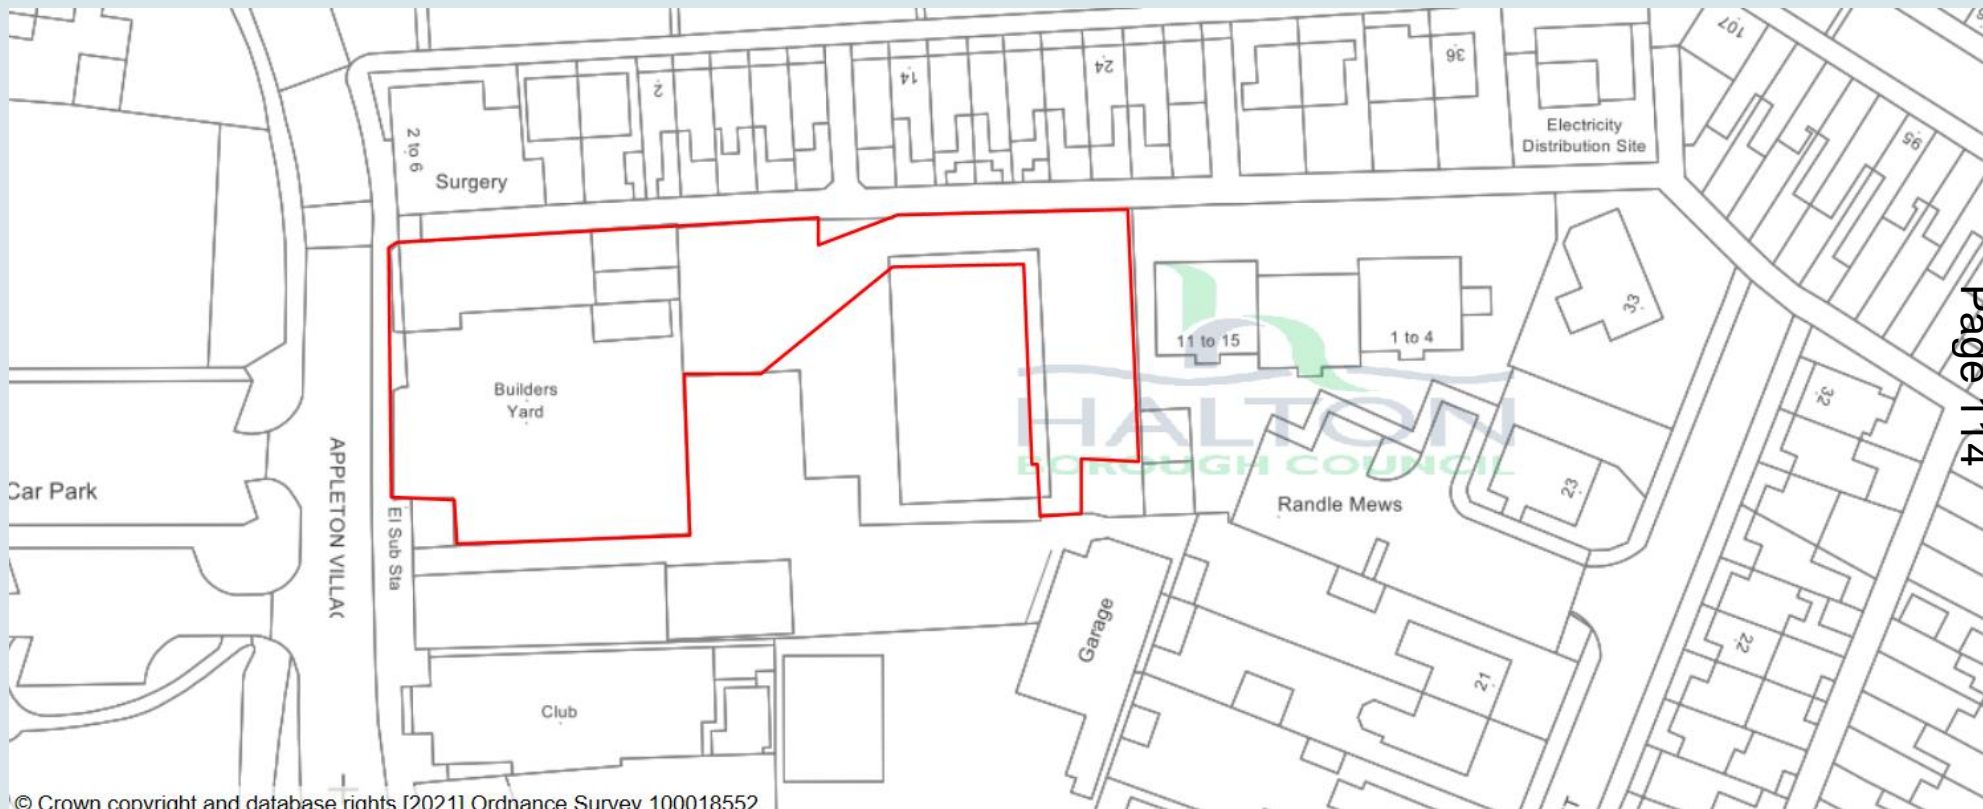 107
2
14
24
36
95
2 to 6
Surgery
Electricity
Distribution Site
33
Page 114
11 to 15
1 to 4
Builders
Yard
32
HALTON
BOROUGH COUNCIL
APPLETON VILLA
Car Park
El Sub Sta
Randle Mews
23
Garage
22
21
Club
© Crown copyright and database rights [2021] Ordnance Survey 100018552